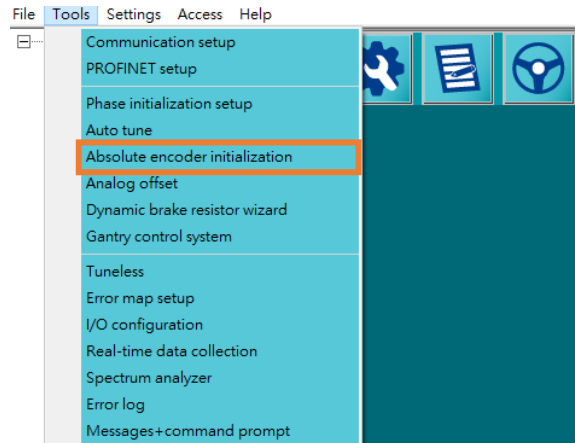 File Tools Settings Access Help
Communication setup
PROFINET setup
Phase initialization setup
Auto tune
Absolute encoder initialization
Analog offset
Dynamic brake resistor wizard
Gantry control system
Tuneless
Error map setup
I/O configuration
Real-time data collection
Spectrum analyzer
Error log
Messages+command prompt